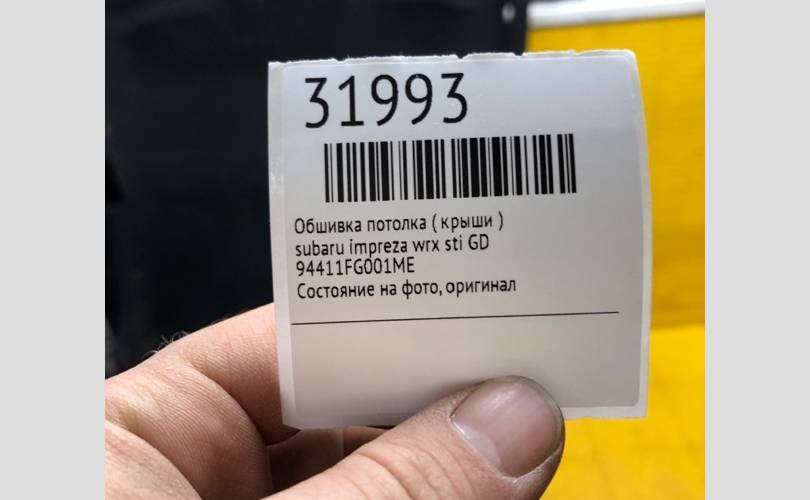 31993
Обшивка потолка ( крыши )
subaru impreza wrx sti GD
94411FG001ME
Состояние на фото, оригинал